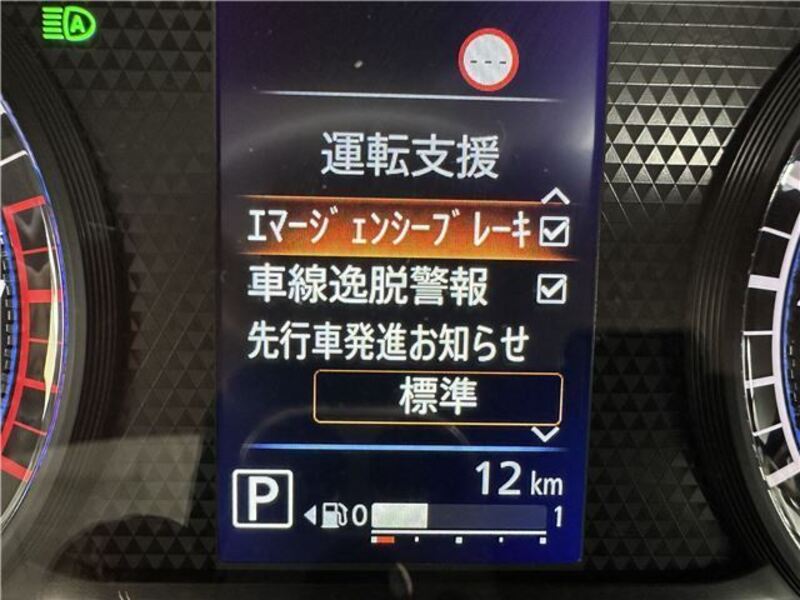 A
---
運転支援
ｴﾏｰｼﾞｪﾝｼｰﾌﾞﾚｰｷ
車線逸脱警報
先行車発進お知らせ
標準
12 km
P
0 1